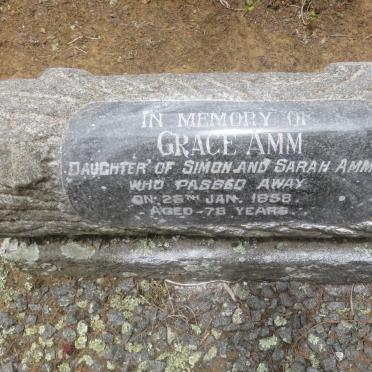 IN MEMORY OF
GRACE AMM
DAUGHTER OF SIMON AND SARAH AMM
WHO PASSED AWAY
ON 25TH JAN. 1958.
AGED 78 YEARS.